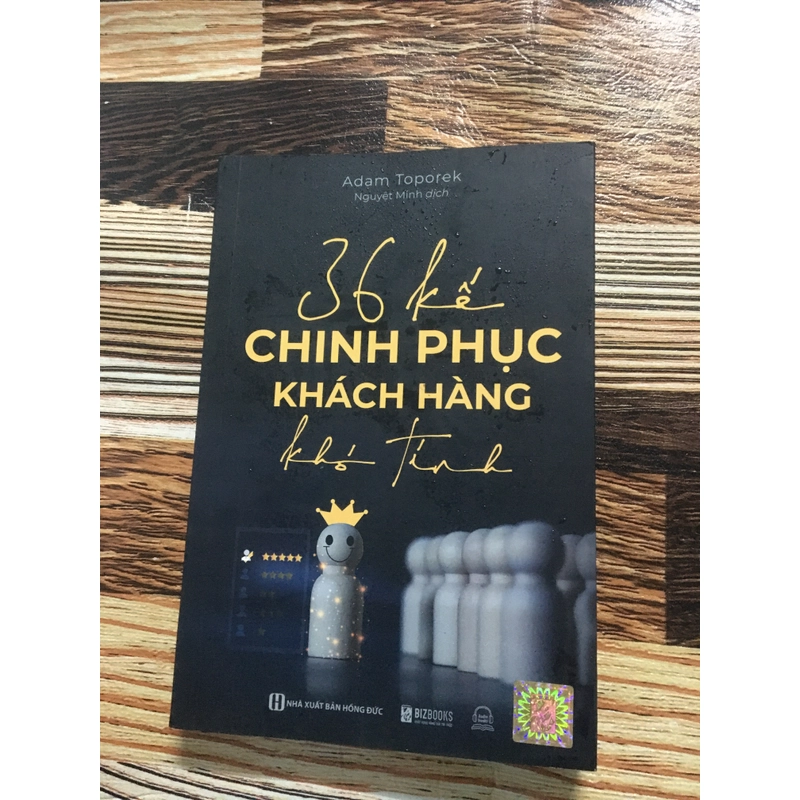 Adam Toporek
Nguyệt Minh dịch
36 kế
CHINH PHỤC
KHÁCH HÀNG
khó tính
NHÀ XUẤT BẢN HỒNG ĐỨC
BIZBOOKS